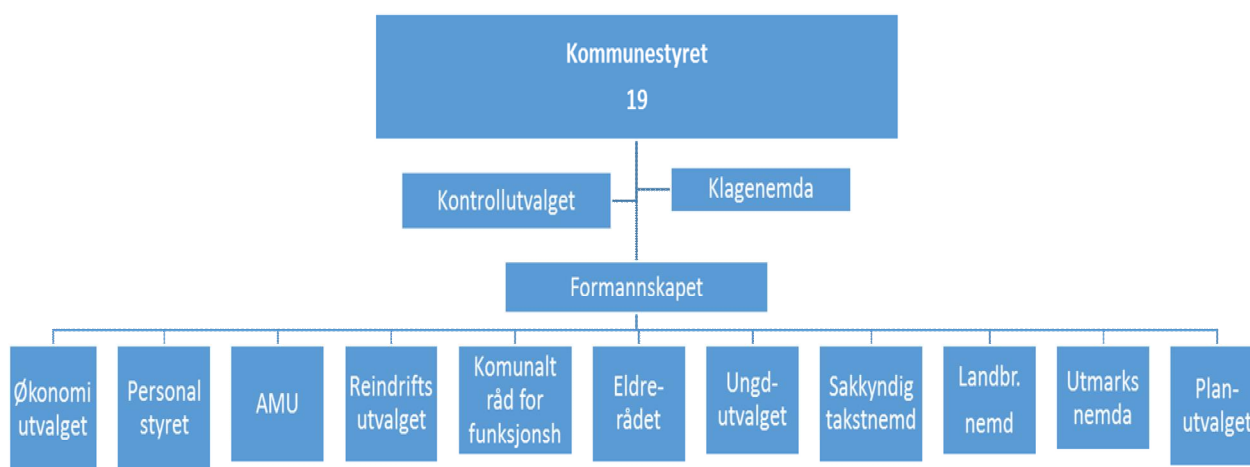 Kommunestyret
19
Kontrollutvalget
Klagenemda
Formannskapet
Økonomi
utvalget
Personal
styret
AMU
Reindrifts
utvalget
Komunalt
råd for
funksjonsh
Eldre-
rådet
Ungd-
utvalget
Sakkyndig
takstnemd
Landbr.
nemd
Utmarks
nemda
Plan-
utvalget